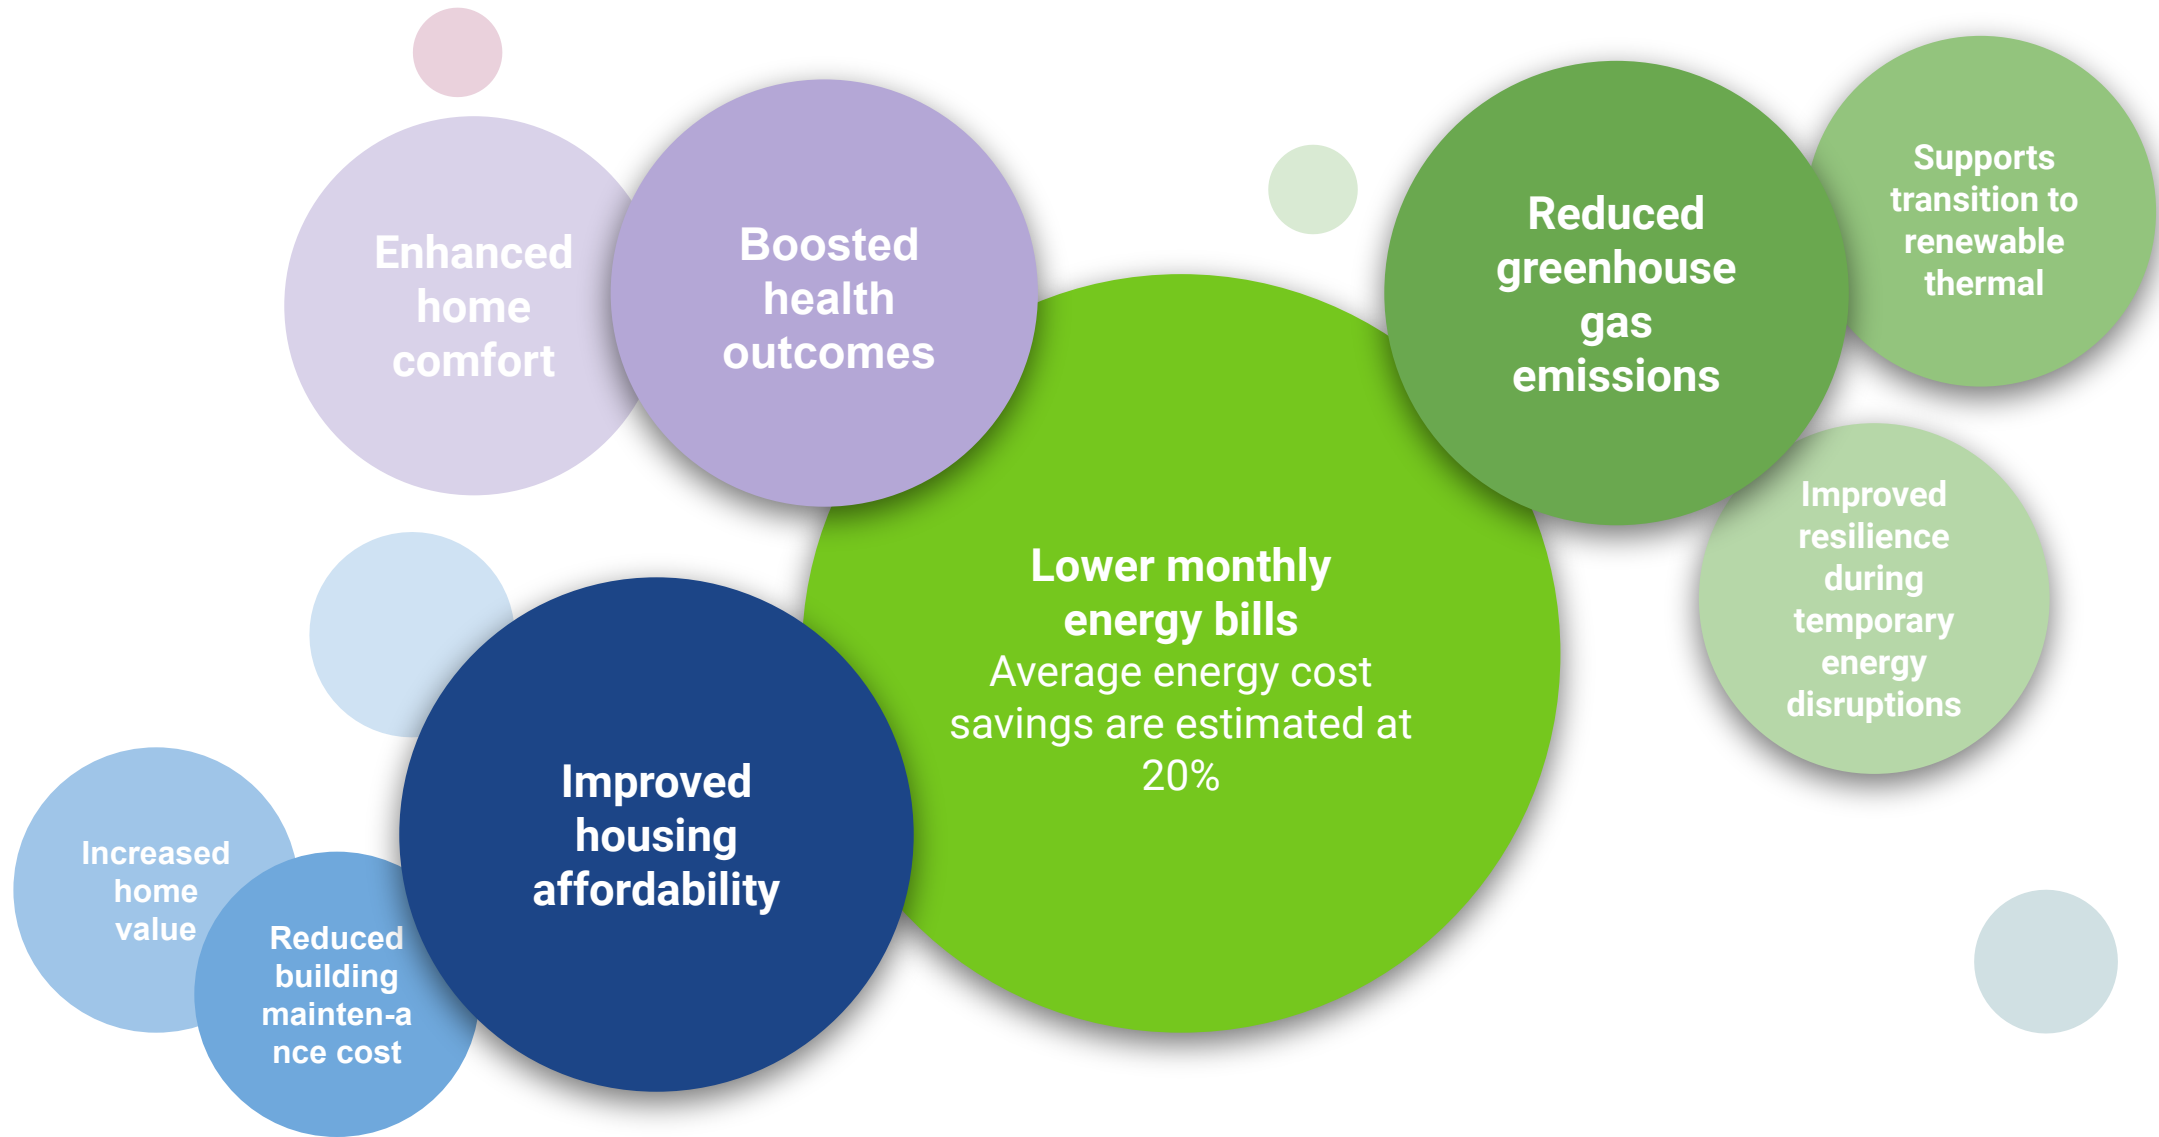 Enhanced
home
comfort
Boosted
health
outcomes
Reduced
greenhouse
gas
emissions
Supports
transition to
renewable
thermal
Improved
resilience
during
temporary
energy
disruptions
Lower monthly
energy bills
Average energy cost
savings are estimated at
20%
Improved
housing
affordability
Increased
home
value
Reduced
building
mainten-a
nce cost